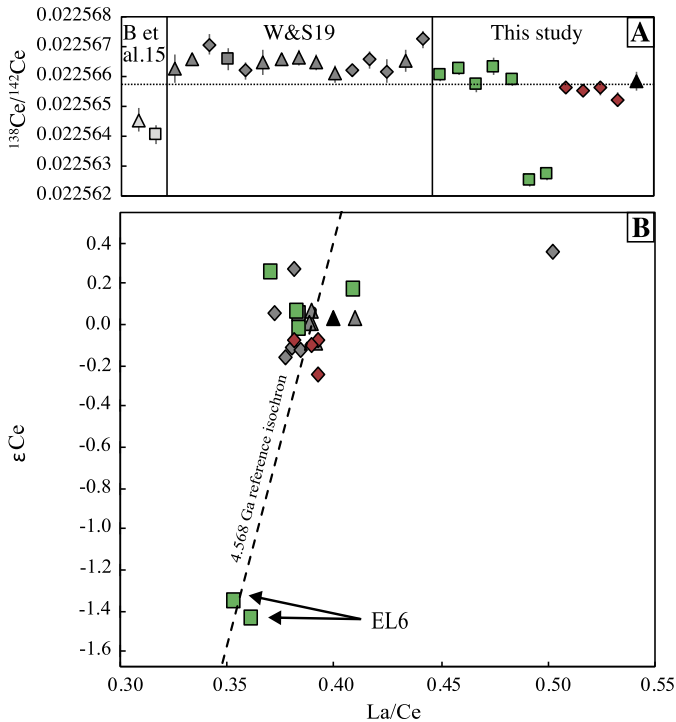 0.022568
0.022567
0.022566
0.022565
0.022564
0.022563
0.022562
138Ce/142Ce
B et
al.15
W&S19
This study
A
B
0.4
0.2
0.0
-0.2
-0.4
-0.6
-0.8
-1.0
-1.2
-1.4
-1.6
εCe
4.568 Ga reference isochron
EL6
0.30
0.35
0.40
0.45
0.50
0.55
La/Ce